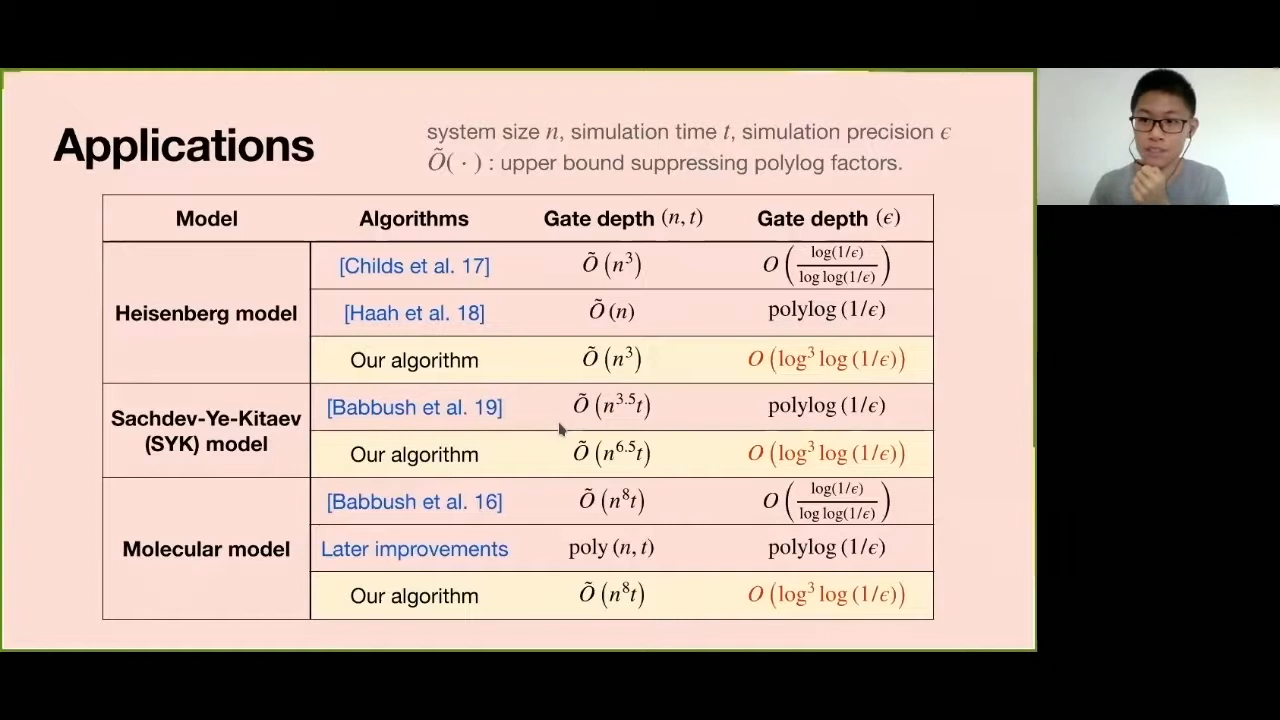 Applications
system size n, simulation time t, simulation precision ϵ
Õ( · ) : upper bound suppressing polylog factors.
Model Algorithms Gate depth (n, t) Gate depth (ϵ)
Heisenberg model
[Childs et al. 17] Õ (n³) O (log(1/ϵ) / log log(1/ϵ))
[Haah et al. 18] Õ (n) polylog (1/ϵ)
Our algorithm Õ (n³) O (log³ log (1/ϵ))
Sachdev-Ye-Kitaev
(SYK) model
[Babbush et al. 19] Õ (n^3.5 t) polylog (1/ϵ)
Our algorithm Õ (n^6.5 t) O (log³ log (1/ϵ))
Molecular model
[Babbush et al. 16] Õ (n⁸t) O (log(1/ϵ) / log log(1/ϵ))
Later improvements poly (n, t) polylog (1/ϵ)
Our algorithm Õ (n⁸t) O (log³ log (1/ϵ))